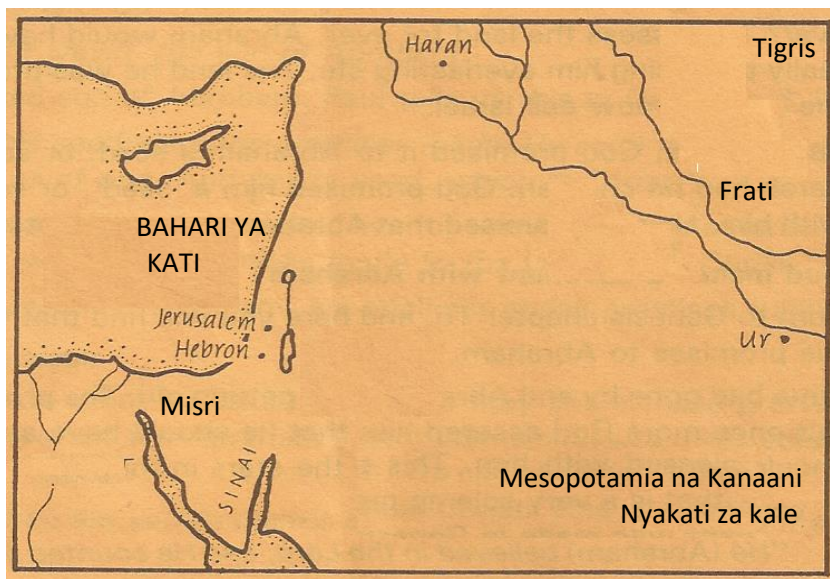 Haran
Tigris
Frati
BAHARI YA
KATI
Jerusalem
Hebron
Ur
Misri
SINAI
Mesopotamia na Kanaani
Nyakati za kale